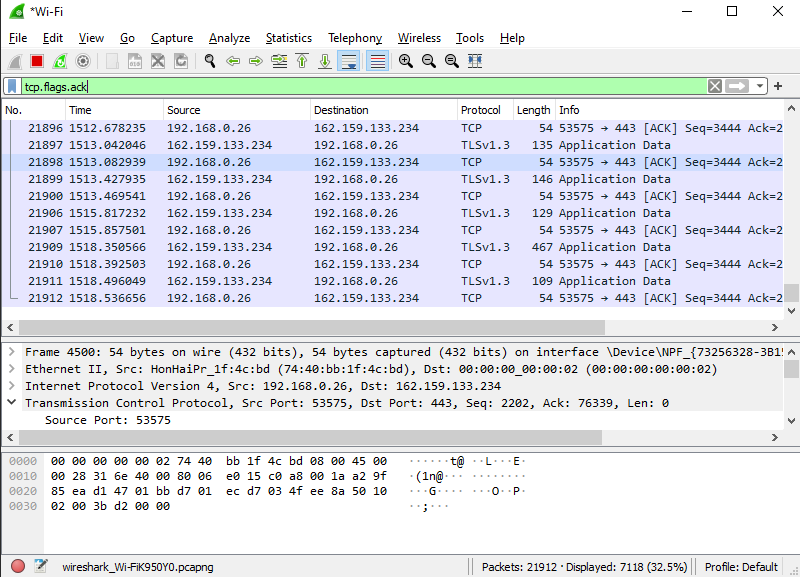 *Wi-Fi
File Edit View Go Capture Analyze Statistics Telephony Wireless Tools Help
tcp.flags.ack
No. Time Source Destination Protocol Length Info
21896 1512.678235 192.168.0.26 162.159.133.234 TCP 54 53575 → 443 [ACK] Seq=3444 Ack=2
21897 1513.042046 162.159.133.234 192.168.0.26 TLSv1.3 135 Application Data
21898 1513.082939 192.168.0.26 162.159.133.234 TCP 54 53575 → 443 [ACK] Seq=3444 Ack=2
21899 1513.427935 162.159.133.234 192.168.0.26 TLSv1.3 146 Application Data
21900 1513.469541 192.168.0.26 162.159.133.234 TCP 54 53575 → 443 [ACK] Seq=3444 Ack=2
21906 1515.817232 162.159.133.234 192.168.0.26 TLSv1.3 129 Application Data
21907 1515.857501 192.168.0.26 162.159.133.234 TCP 54 53575 → 443 [ACK] Seq=3444 Ack=2
21909 1518.350566 162.159.133.234 192.168.0.26 TLSv1.3 467 Application Data
21910 1518.392503 192.168.0.26 162.159.133.234 TCP 54 53575 → 443 [ACK] Seq=3444 Ack=2
21911 1518.496049 162.159.133.234 192.168.0.26 TLSv1.3 109 Application Data
21912 1518.536656 192.168.0.26 162.159.133.234 TCP 54 53575 → 443 [ACK] Seq=3444 Ack=2
Frame 4500: 54 bytes on wire (432 bits), 54 bytes captured (432 bits) on interface \Device\NPF_{73256328-3B15
Ethernet II, Src: HonHaiPr_1f:4c:bd (74:40:bb:1f:4c:bd), Dst: 00:00:00_00:00:02 (00:00:00:00:00:02)
Internet Protocol Version 4, Src: 192.168.0.26, Dst: 162.159.133.234
Transmission Control Protocol, Src Port: 53575, Dst Port: 443, Seq: 2202, Ack: 76339, Len: 0
Source Port: 53575
0000 00 00 00 00 00 02 74 40 bb 1f 4c bd 08 00 45 00 ······t@ ··L···E·
0010 00 28 31 6e 40 00 80 06 e0 15 c0 a8 00 1a a2 9f ·(1n@··· ········
0020 85 ea d1 47 01 bb d7 01 ec d7 03 4f ee 8a 50 10 ···G···· ···O··P·
0030 02 00 3b d2 00 00 ··;···
wireshark_Wi-FiK950Y0.pcapng Packets: 21912 · Displayed: 7118 (32.5%) Profile: Default